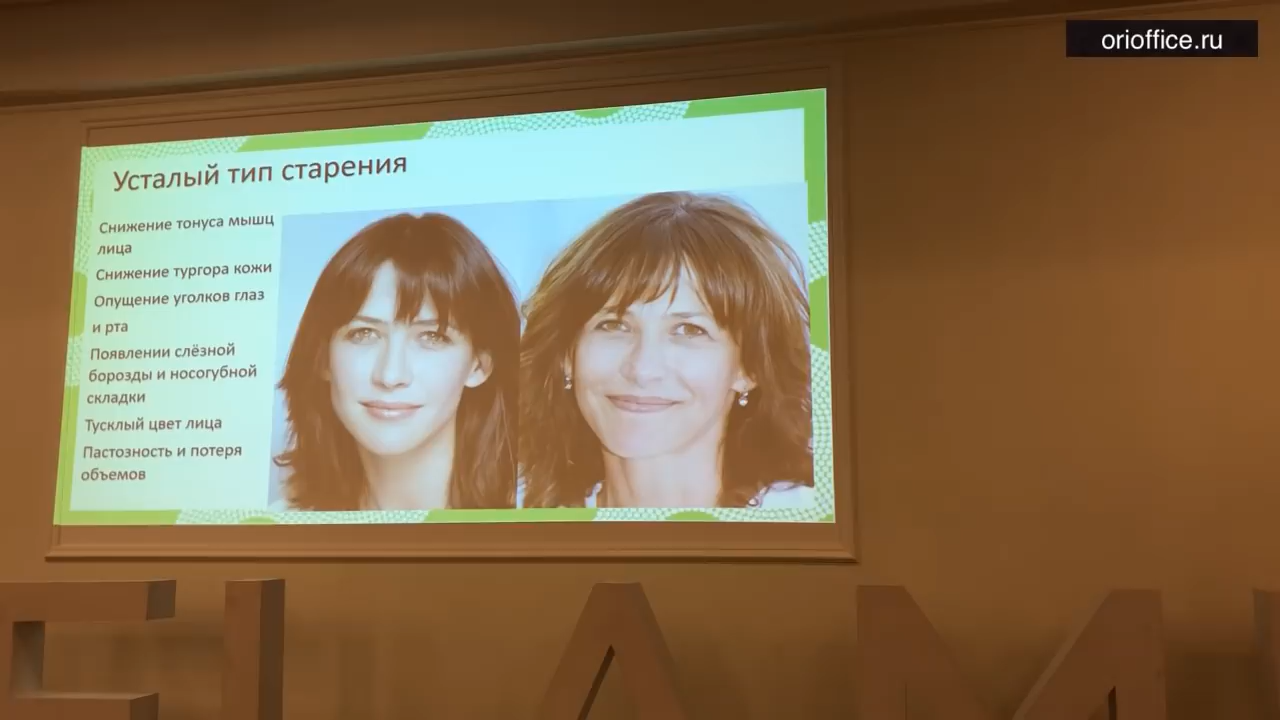 orioffice.ru
Усталый тип старения
Снижение тонуса мышц
лица
Снижение тургора кожи
Опущение уголков глаз
и рта
Появлении слёзной
борозды и носогубной
складки
Тусклый цвет лица
Пастозность и потеря
объемов